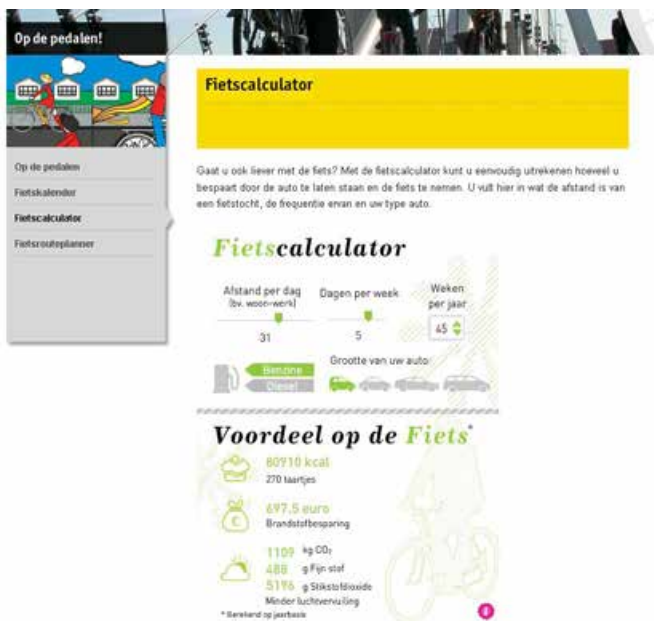 Op de pedalen!
Op de pedalen
Fietskalender
Fietscalculator
Fietsrouteplanner
Fietscalculator
Gaat u ook liever met de fiets? Met de fietscalculator kunt u eenvoudig uitrekenen hoeveel u
bespaart door de auto te laten staan en de fiets te nemen. U vult hier in wat de afstand is van
een fietstocht, de frequentie ervan en uw type auto.
Fietscalculator
Afstand per dag
(bv. woon-werk)
31
Dagen per week
5
Weken
per jaar
45
Benzine
Diesel
Grootte van uw auto
Voordeel op de Fiets*
80910 kcal
270 taartjes
€
697.5 euro
Brandstofbesparing
1109 kg CO₂
488 g Fijn stof
5196 g Stikstofdioxide
Minder luchtvervuiling
* Berekend op jaarbasis